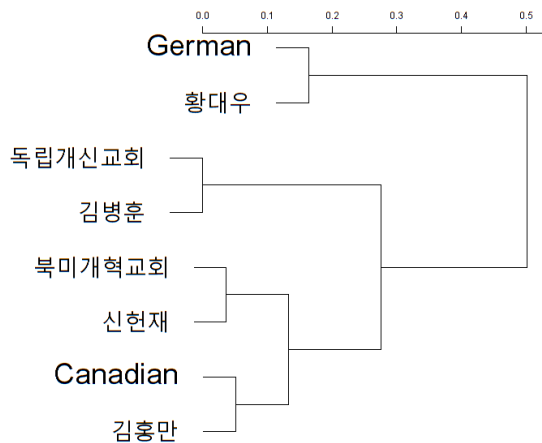 0.0 0.1 0.2 0.3 0.4 0.5
German
황대우
독립개신교회
김병훈
북미개혁교회
신헌재
Canadian
김홍만